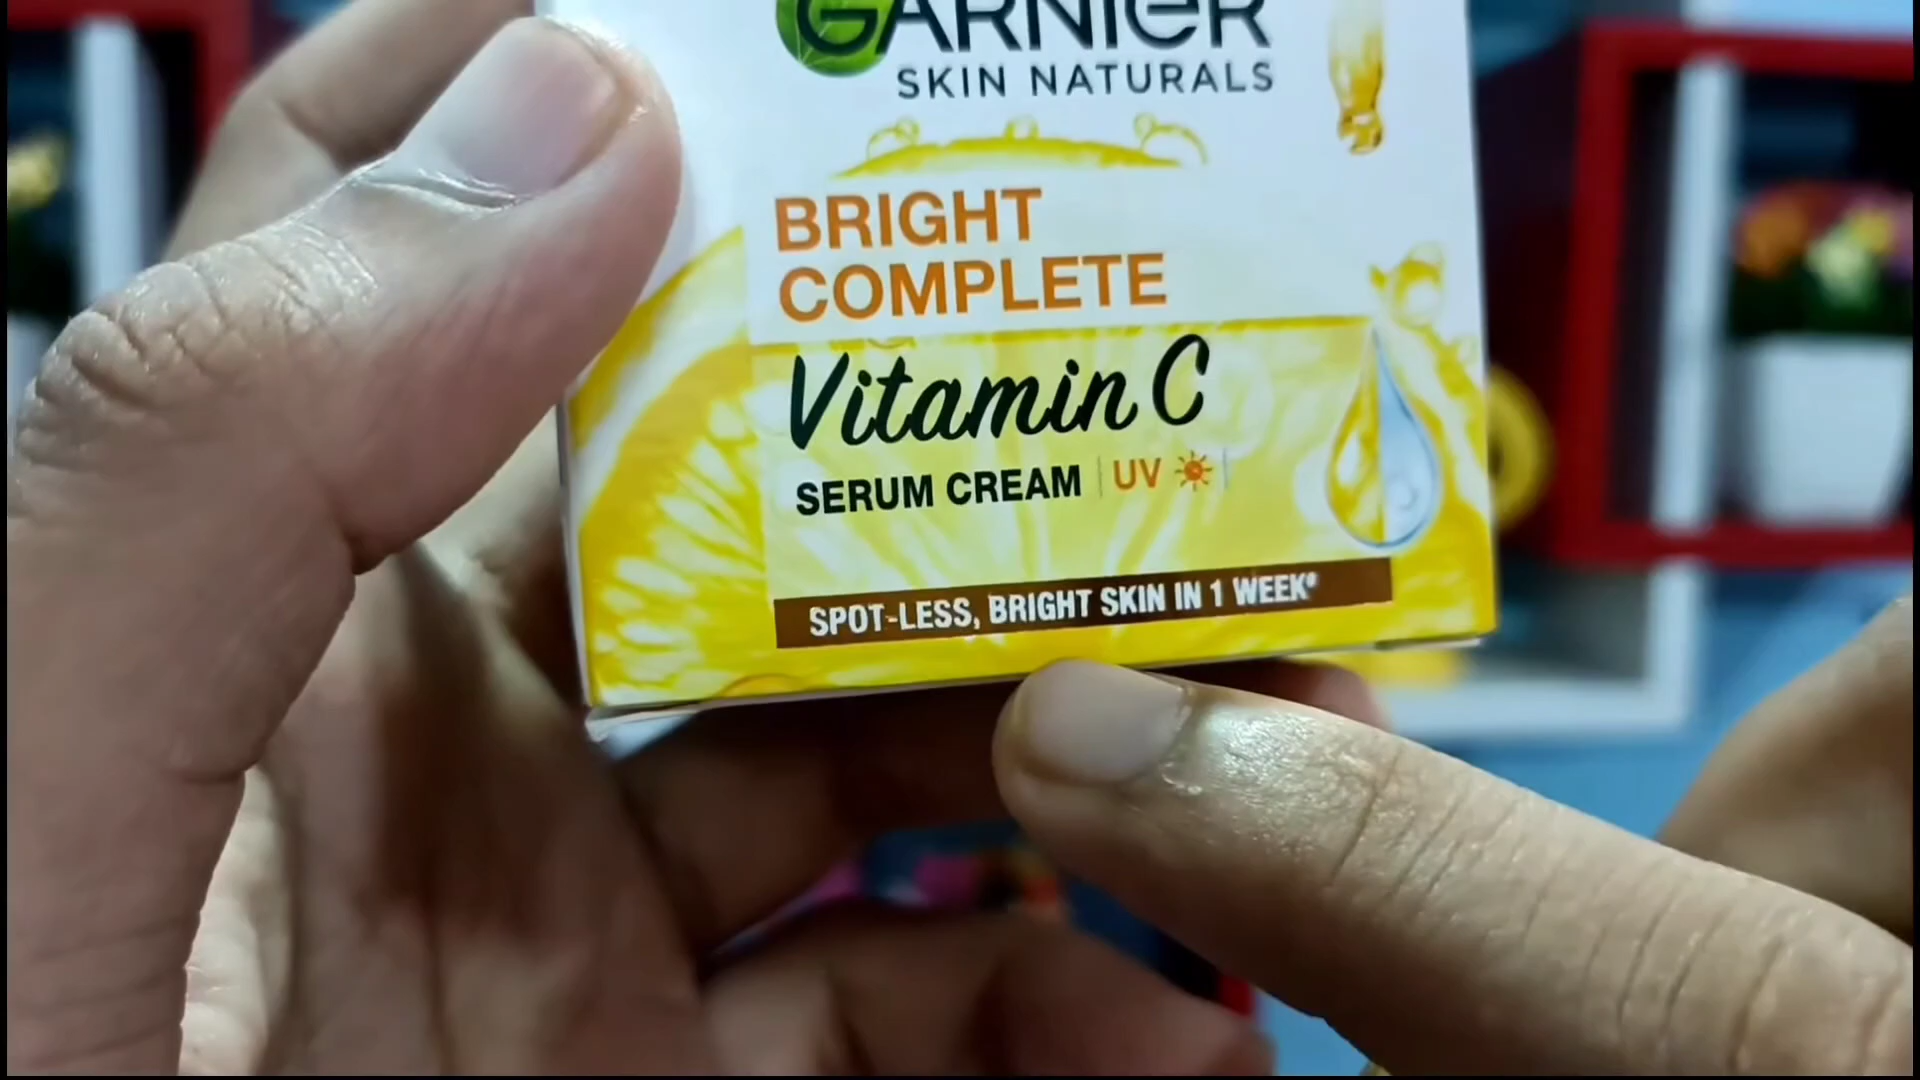 GARNIER
SKIN NATURALS
BRIGHT
COMPLETE
Vitamin C
SERUM CREAM | UV
SPOT-LESS, BRIGHT SKIN IN 1 WEEK#